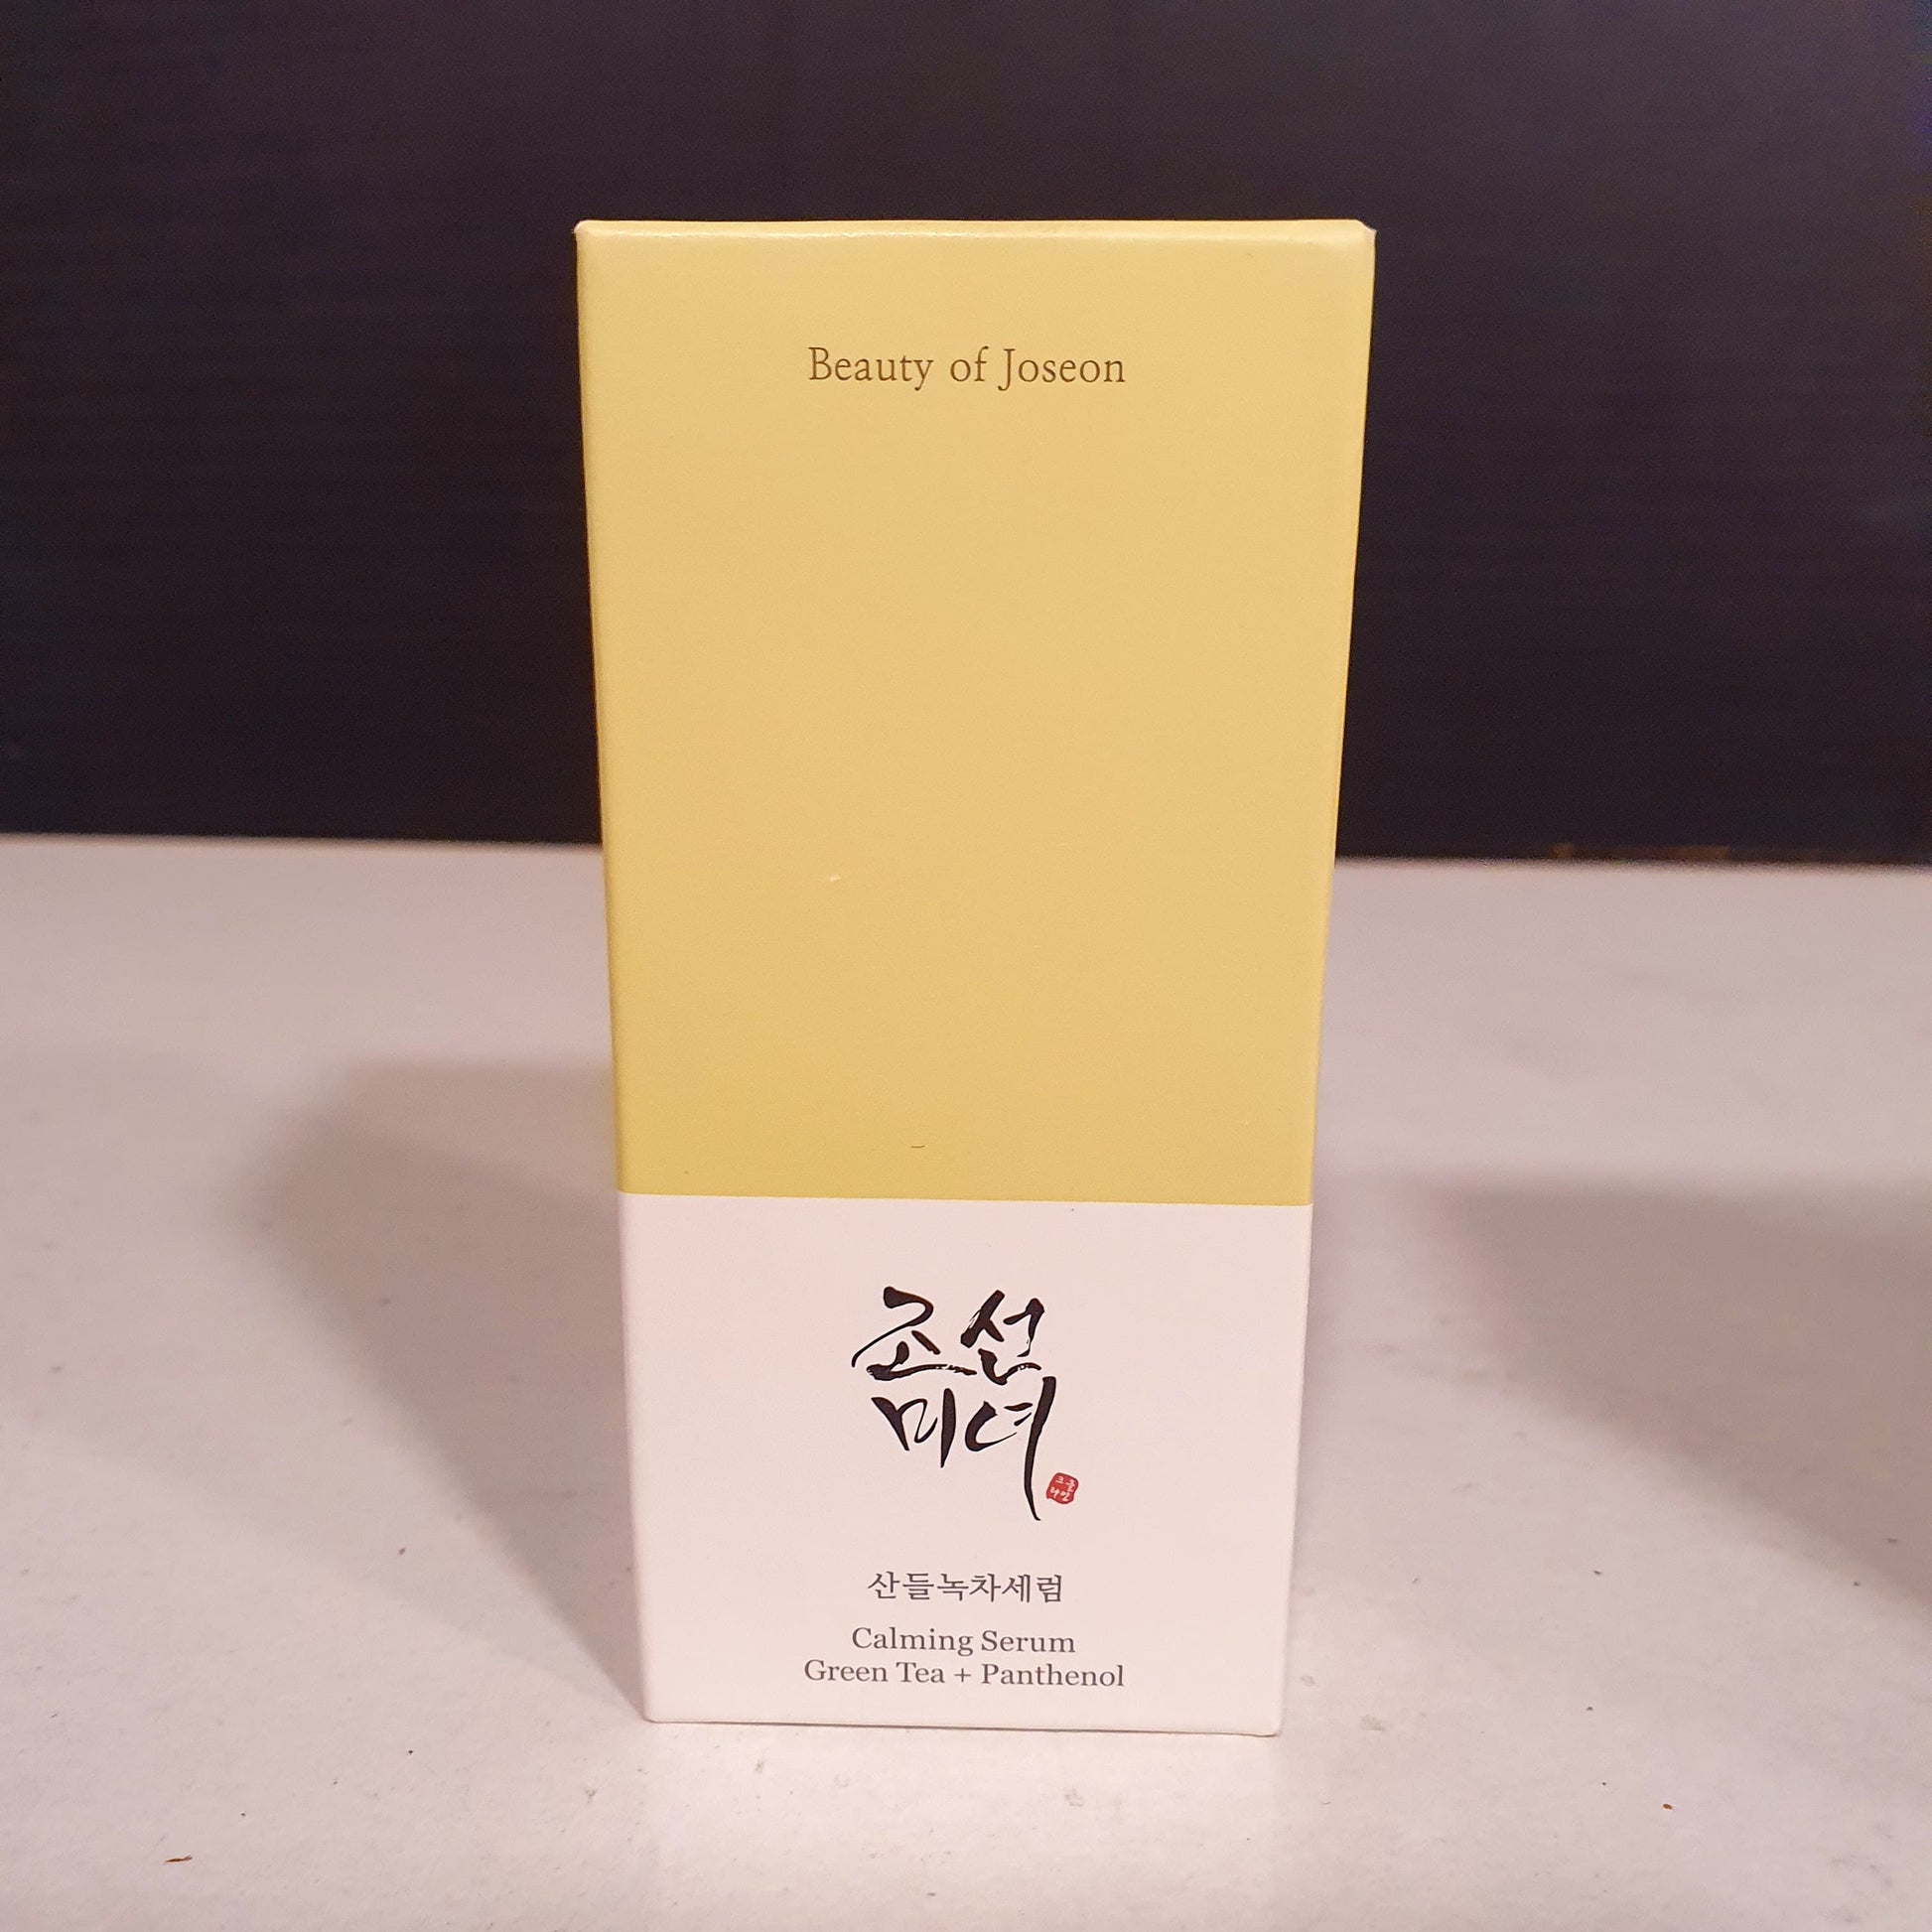 Beauty of Joseon
조선
미녀
산들녹차세럼
Calming Serum
Green Tea + Panthenol